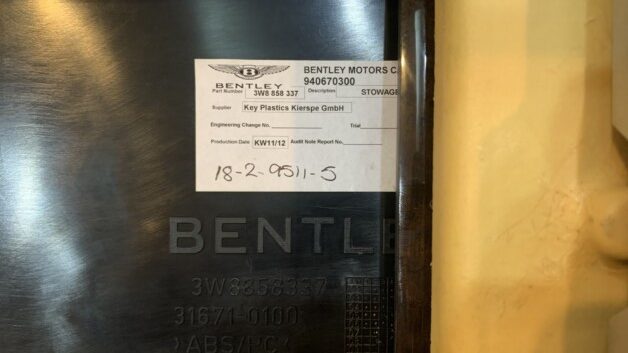 BENTLEY
BENTLEY MOTORS C
940670300
Part Number 3W8 858 337 Description STOWAGE
Supplier Key Plastics Kierspe GmbH
Engineering Change No. Trial
Production Date KW11/12 Audit Note Report No.
18-2-9511-5
BENTLE
3W8858337
31671-0100
>ABS/PC<